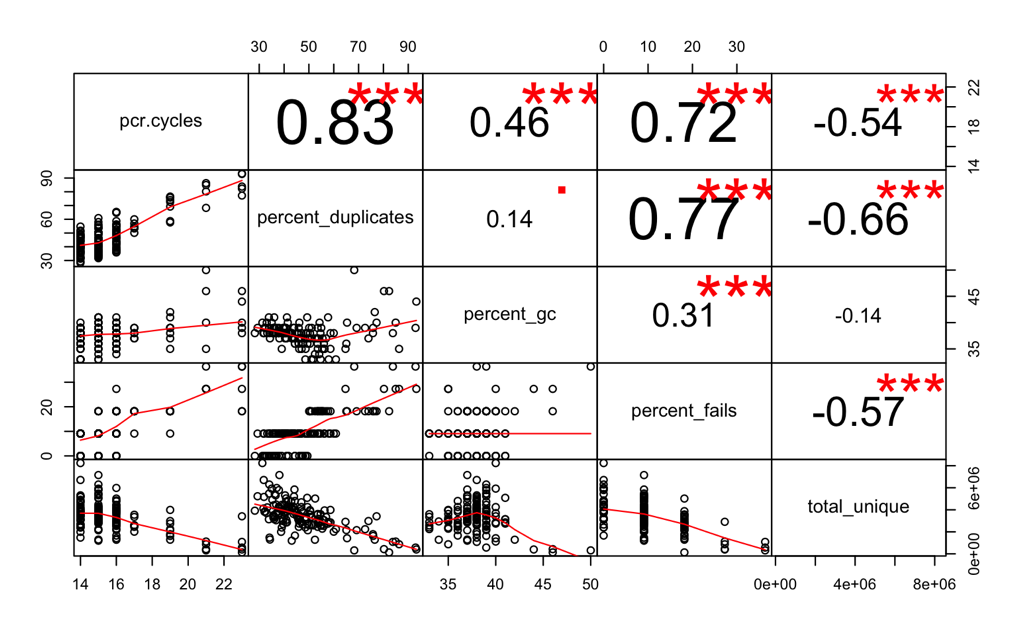 30 50 70 90 0 10 20 30
pcr.cycles 0.83 *** 0.46 *** 0.72 *** -0.54 *** 14 18 22
30 60 90 percent_duplicates 0.14 0.77 *** -0.66 ***
percent_gc 0.31 *** -0.14 35 45
0 20 percent_fails -0.57 ***
total_unique 0e+00 6e+06
14 16 18 20 22 35 40 45 50 0e+00 4e+06 8e+06